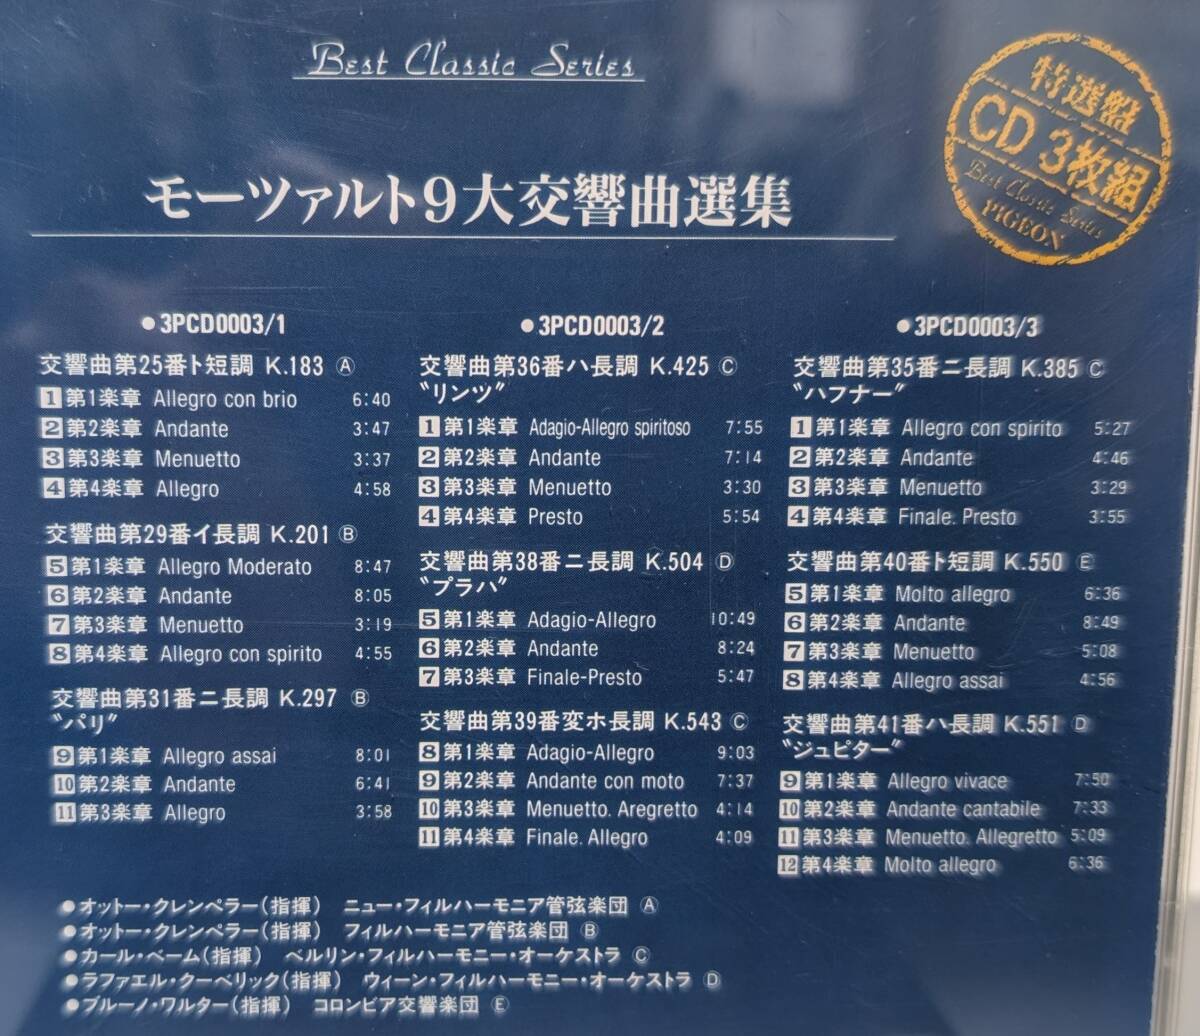 Best Classic Series
特選盤
CD 3枚組
Best Classic Series
PIGEON
モーツァルト9大交響曲選集
●3PCD0003/1
交響曲第25番ト短調 K.183 Ⓐ
1 第1楽章 Allegro con brio 6:40
2 第2楽章 Andante 3:47
3 第3楽章 Menuetto 3:37
4 第4楽章 Allegro 4:58
交響曲第29番イ長調 K.201 Ⓑ
5 第1楽章 Allegro Moderato 8:47
6 第2楽章 Andante 8:05
7 第3楽章 Menuetto 3:19
8 第4楽章 Allegro con spirito 4:55
交響曲第31番ニ長調 K.297 Ⓑ
〝パリ〟
9 第1楽章 Allegro assai 8:01
10 第2楽章 Andante 6:41
11 第3楽章 Allegro 3:58
●3PCD0003/2
交響曲第36番ハ長調 K.425 Ⓒ
〝リンツ〟
1 第1楽章 Adagio-Allegro spiritoso 7:55
2 第2楽章 Andante 7:14
3 第3楽章 Menuetto 3:30
4 第4楽章 Presto 5:54
交響曲第38番ニ長調 K.504 Ⓓ
〝プラハ〟
5 第1楽章 Adagio-Allegro 10:49
6 第2楽章 Andante 8:24
7 第3楽章 Finale-Presto 5:47
交響曲第39番変ホ長調 K.543 Ⓒ
8 第1楽章 Adagio-Allegro 9:03
9 第2楽章 Andante con moto 7:37
10 第3楽章 Menuetto. Aregretto 4:14
11 第4楽章 Finale. Allegro 4:09
●3PCD0003/3
交響曲第35番ニ長調 K.385 Ⓒ
〝ハフナー〟
1 第1楽章 Allegro con spirito 5:27
2 第2楽章 Andante 4:46
3 第3楽章 Menuetto 3:29
4 第4楽章 Finale. Presto 3:55
交響曲第40番ト短調 K.550 Ⓔ
5 第1楽章 Molto allegro 6:36
6 第2楽章 Andante 8:49
7 第3楽章 Menuetto 5:08
8 第4楽章 Allegro assai 4:56
交響曲第41番ハ長調 K.551 Ⓓ
〝ジュピター〟
9 第1楽章 Allegro vivace 7:50
10 第2楽章 Andante cantabile 7:33
11 第3楽章 Menuetto. Allegretto 5:09
12 第4楽章 Molto allegro 6:36
●オットー・クレンペラー(指揮) ニュー・フィルハーモニア管弦楽団 Ⓐ
●オットー・クレンペラー(指揮) フィルハーモニア管弦楽団 Ⓑ
●カール・ベーム(指揮) ベルリン・フィルハーモニー・オーケストラ Ⓒ
●ラファエル・クーベリック(指揮) ウィーン・フィルハーモニー・オーケストラ Ⓓ
●ブルーノ・ワルター(指揮) コロンビア交響楽団 Ⓔ